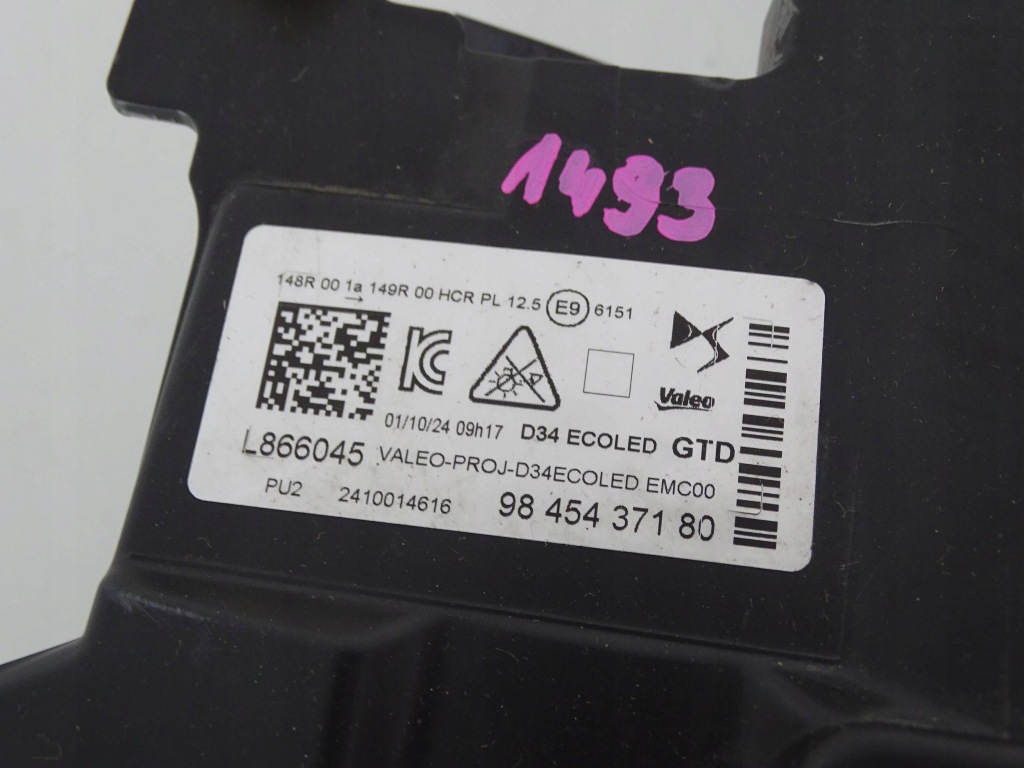 1493
148R 00 1a 149R 00 HCR PL 12.5 E9 6151
Valeo
01/10/24 09h17 D34 ECOLED GTD
L866045 VALEO-PROJ-D34ECOLED EMC00
PU2 2410014616 98 454 371 80